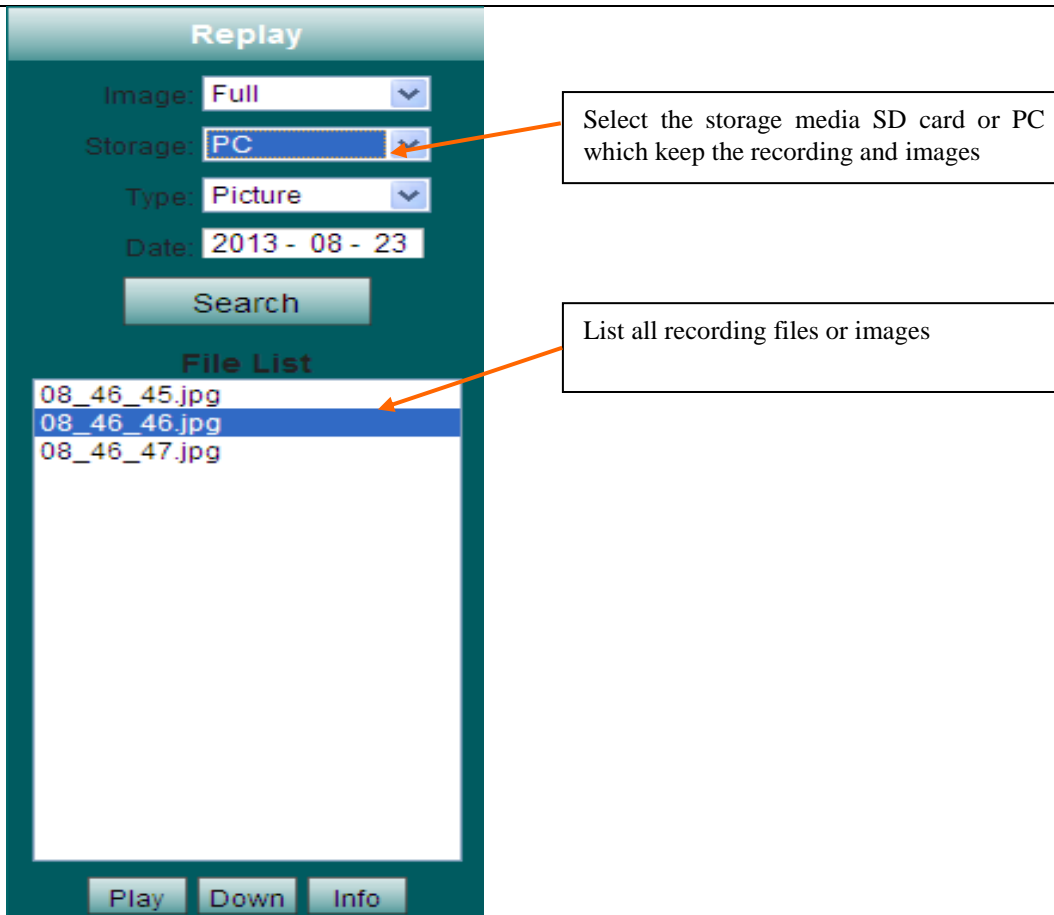 Replay
Image: Full
Storage: PC
Type: Picture
Date: 2013 - 08 - 23
Search
File List
08_46_45.jpg
08_46_46.jpg
08_46_47.jpg
Play Down Info
Select the storage media SD card or PC
which keep the recording and images
List all recording files or images